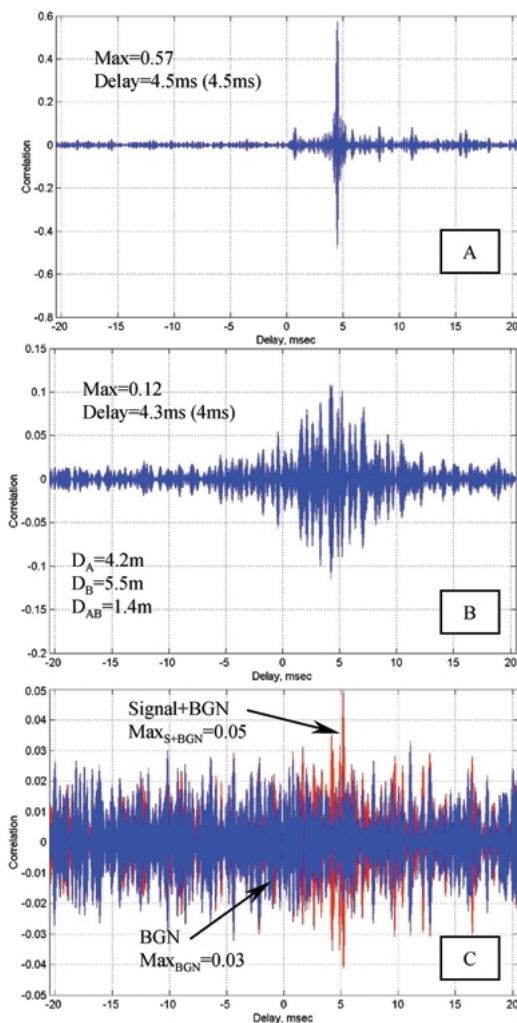 0.6
Max=0.57
Delay=4.5ms (4.5ms)
0.4
0.2
0
-0.2
-0.4
-0.6
-0.8
Correlation
A
-20 -15 -10 -5 0 5 10 15 20
Delay, msec
0.15
Max=0.12
Delay=4.3ms (4ms)
0.1
0.05
0
-0.05
-0.1
-0.15
-0.2
Correlation
D_A=4.2m
D_B=5.5m
D_AB=1.4m
B
-20 -15 -10 -5 0 5 10 15 20
Delay, msec
0.05
Signal+BGN
Max_S+BGN=0.05
0.04
0.03
0.02
0.01
0
-0.01
-0.02
-0.03
-0.04
0.05
Correlation
BGN
Max_BGN=0.03
C
-20 -15 -10 -5 0 5 10 15 20
Delay, msec